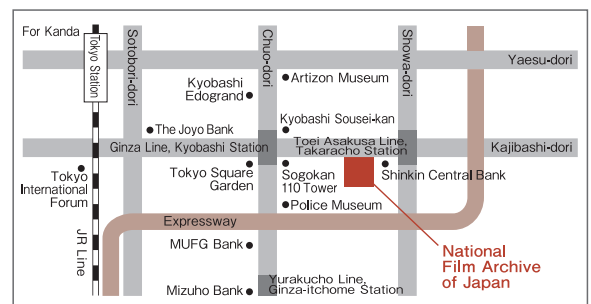 For Kanda
Tokyo Station
Sotobori-dori
Chuo-dori
Showa-dori
Yaesu-dori
Kyobashi
Edogrand
Artizon Museum
The Joyo Bank
Kyobashi Sousei-kan
Ginza Line, Kyobashi Station
Toei Asakusa Line,
Takaracho Station
Kajibashi-dori
Tokyo
International
Forum
Tokyo Square
Garden
Sogokan
110 Tower
Shinkin Central Bank
Police Museum
Expressway
JR Line
MUFG Bank
National
Film Archive
of Japan
Yurakucho Line,
Ginza-itchome Station
Mizuho Bank